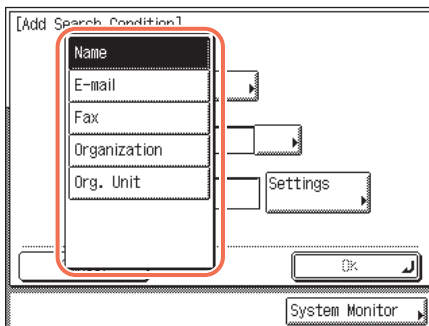 [Add Search Condition]
Name
E-mail
Fax
Organization
Org. Unit
Settings
OK
System Monitor